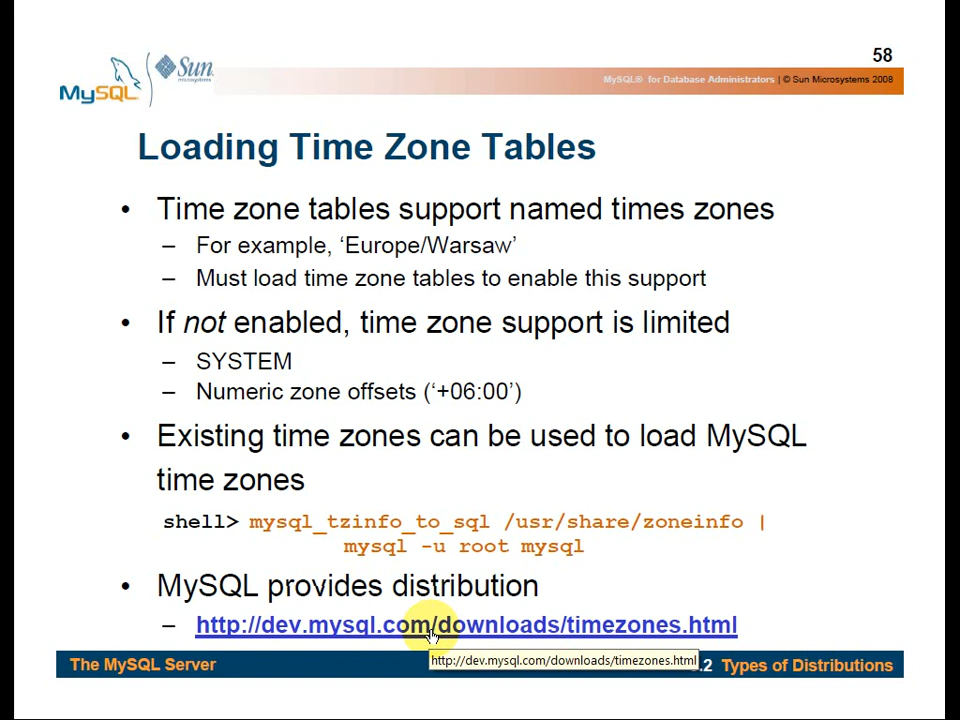 58
MySQL
Sun
microsystems
MySQL® for Database Administrators | © Sun Microsystems 2008
Loading Time Zone Tables
• Time zone tables support named times zones
– For example, ‘Europe/Warsaw’
– Must load time zone tables to enable this support
• If not enabled, time zone support is limited
– SYSTEM
– Numeric zone offsets (‘+06:00’)
• Existing time zones can be used to load MySQL
time zones
shell> mysql_tzinfo_to_sql /usr/share/zoneinfo |
mysql -u root mysql
• MySQL provides distribution
– http://dev.mysql.com/downloads/timezones.html
http://dev.mysql.com/downloads/timezones.html
The MySQL Server
.2 Types of Distributions